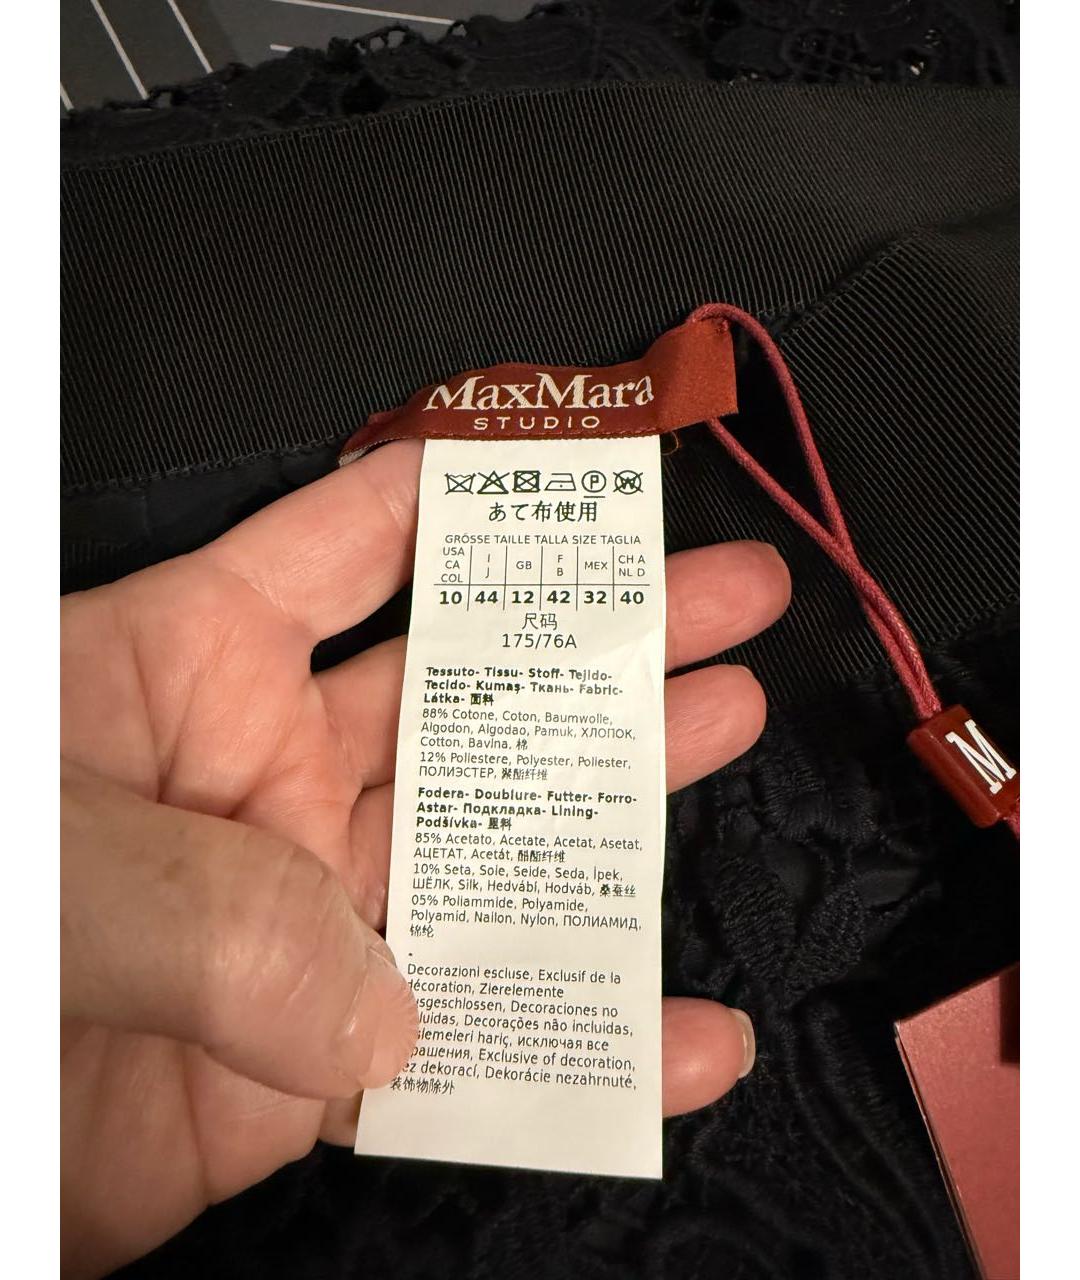 MaxMara
STUDIO
あて布使用
GRÖSSE TAILLE TALLA SIZE TAGLIA
USA CA COL I J GB F B MEX CH A NL D
10 44 12 42 32 40
尺码
175/76A
Tessuto- Tissu- Stoff- Tejido-
Tecido- Kumaş- Ткань- Fabric-
Látka- 面料
88% Cotone, Coton, Baumwolle,
Algodon, Algodao, Pamuk, ХЛОПОК,
Cotton, Bavlna, 棉
12% Poliestere, Polyester, Poliester,
ПОЛИЭСТЕР, 聚酯纤维
Fodera- Doublure- Futter- Forro-
Astar- Подкладка- Lining-
Podšívka- 里料
85% Acetato, Acetate, Acetat, Asetat,
АЦЕТАТ, Acetát, 醋酯纤维
10% Seta, Soie, Seide, Seda, İpek,
ШЁЛК, Silk, Hedvábí, Hodváb, 桑蚕丝
05% Poliammide, Polyamide,
Polyamid, Nailon, Nylon, ПОЛИАМИД,
锦纶
-
Decorazioni escluse, Exclusif de la
décoration, Zierelemente
usgeschlossen, Decoraciones no
luidas, Decorações não incluidas,
slemeleri hariç, исключая все
рашения, Exclusive of decoration,
ez dekorací, Dekorácie nezahrnuté,
装饰物除外
M